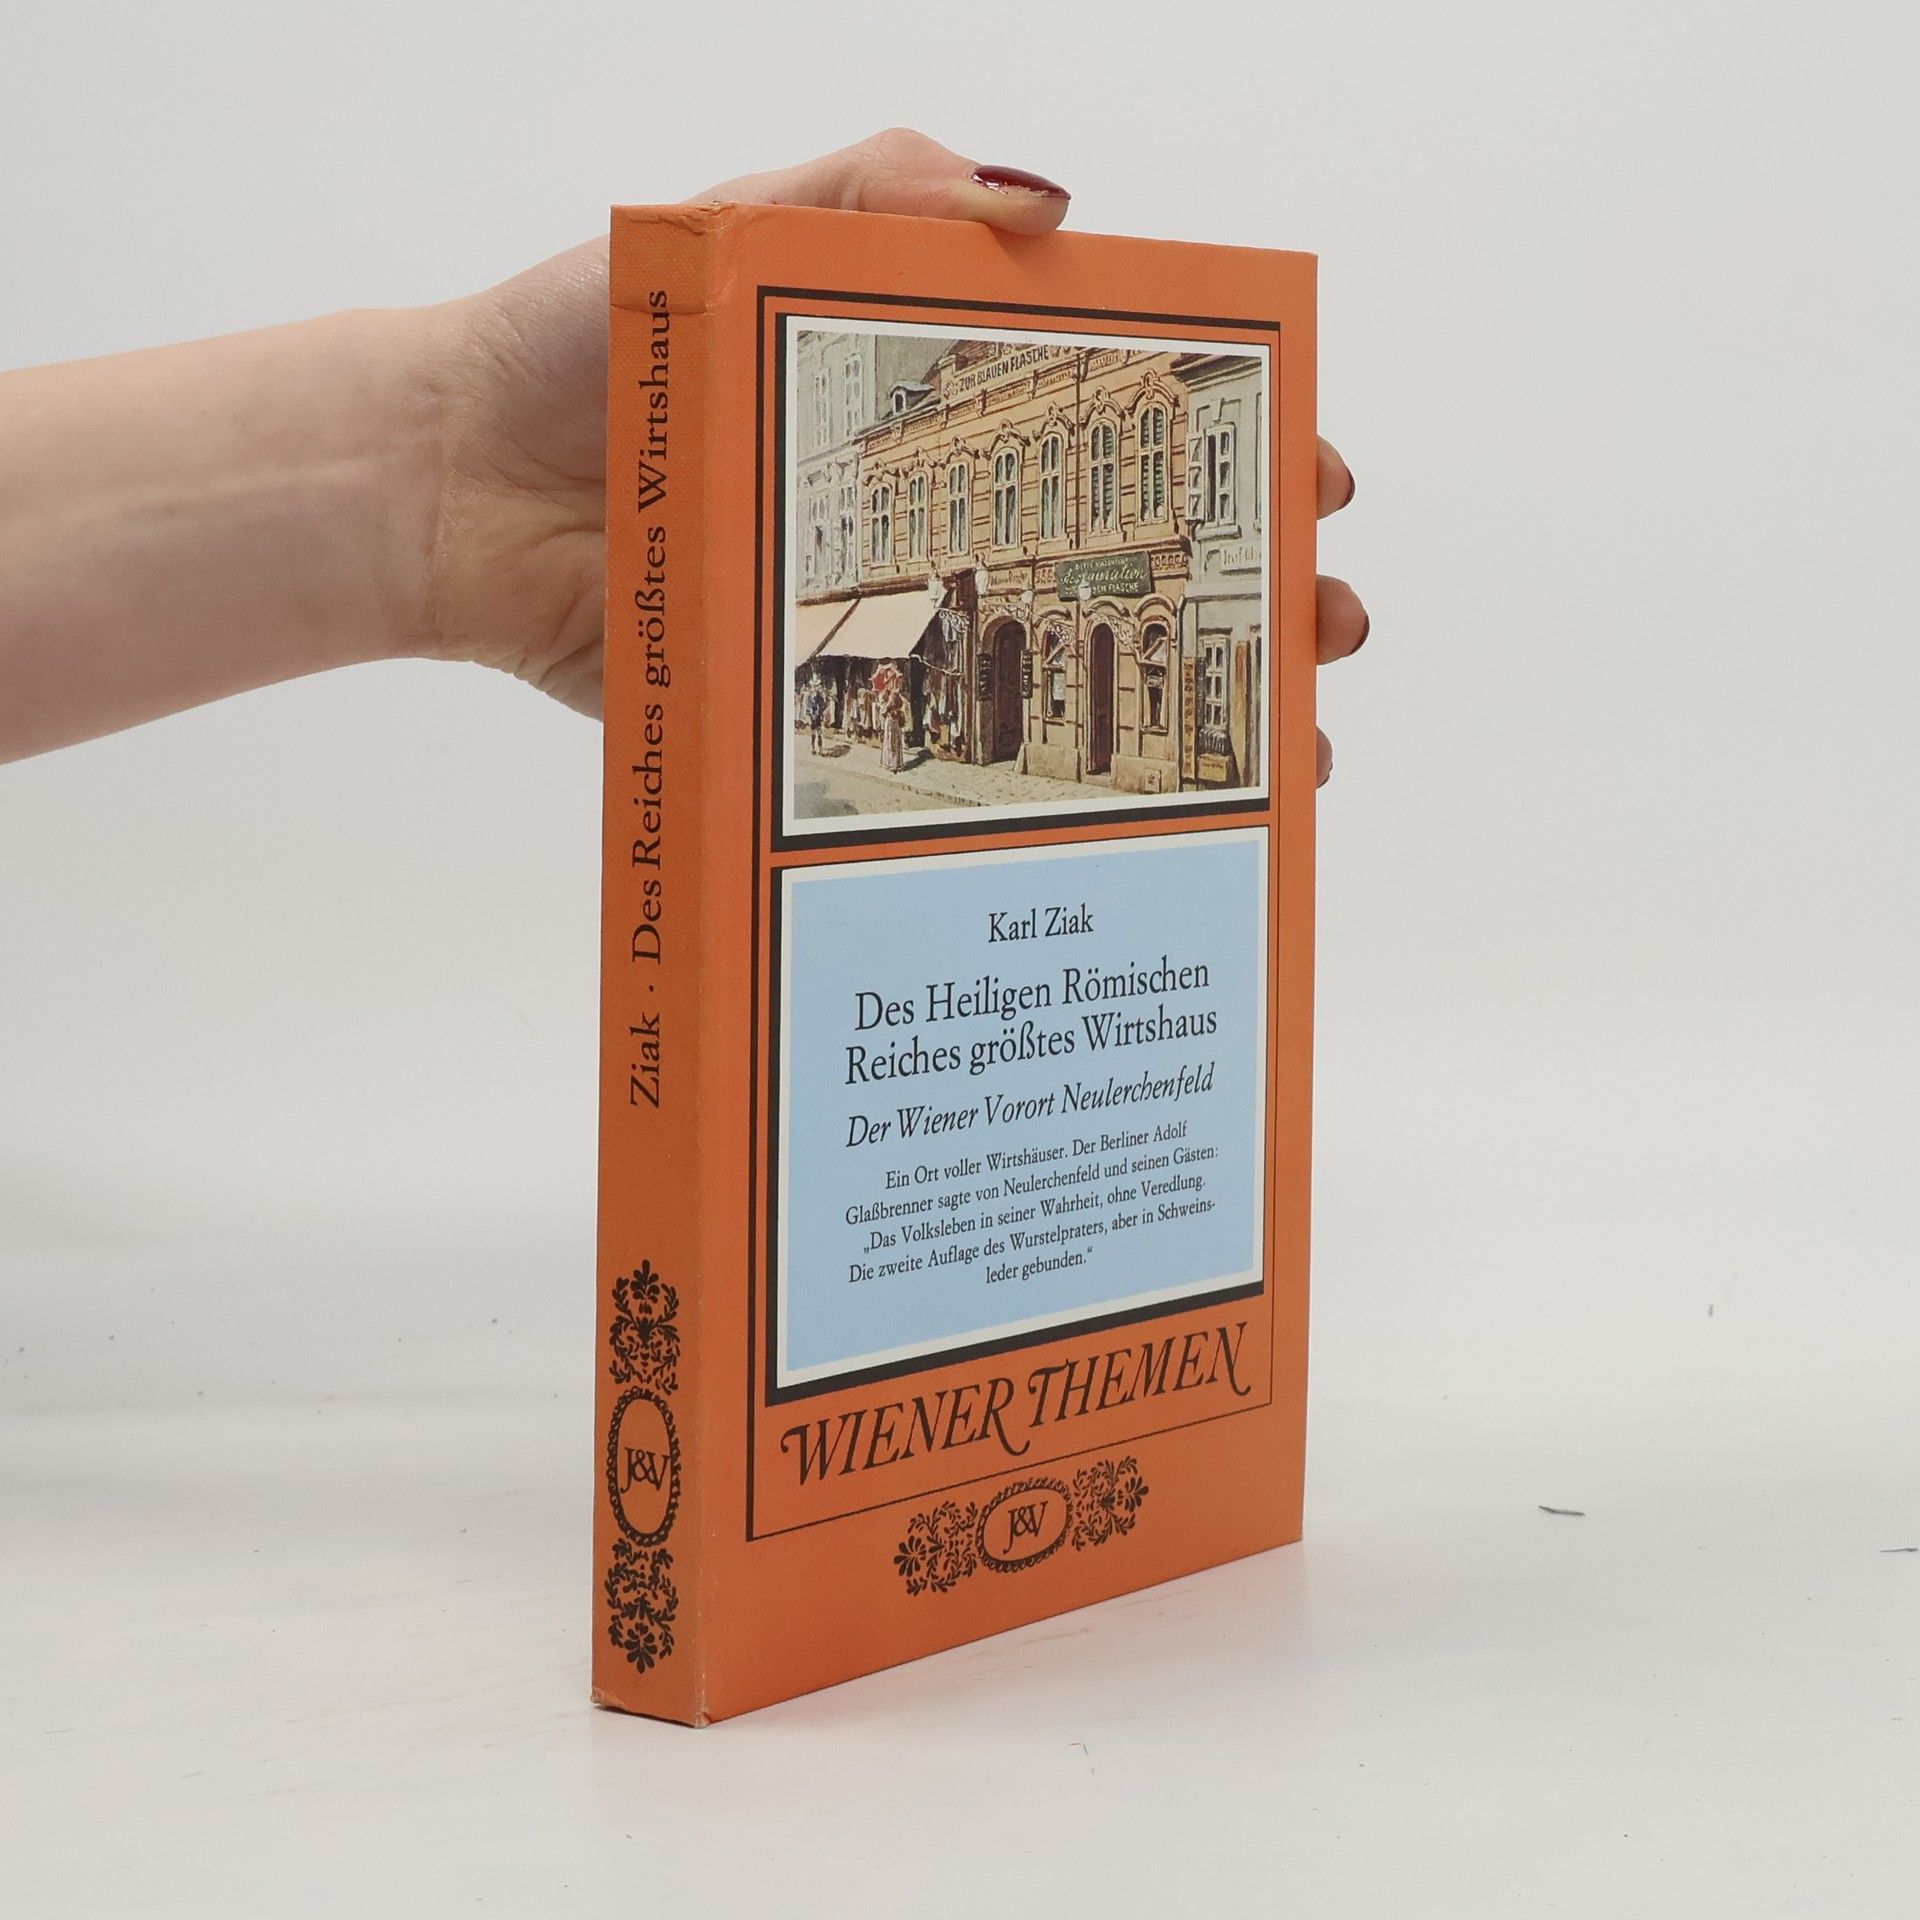 Ziak · Des Reiches größtes Wirtshaus
J&V
ZUR BLAUEN FLASCHE
Restauration
Karl Ziak
Des Heiligen Römischen
Reiches größtes Wirtshaus
Der Wiener Vorort Neulerchenfeld
Ein Ort voller Wirtshäuser. Der Berliner Adolf
Glaßbrenner sagte von Neulerchenfeld und seinen Gästen:
„Das Volksleben in seiner Wahrheit, ohne Veredlung.
Die zweite Auflage des Wurstelpraters, aber in Schweins-
leder gebunden.“
WIENER THEMEN
J&V